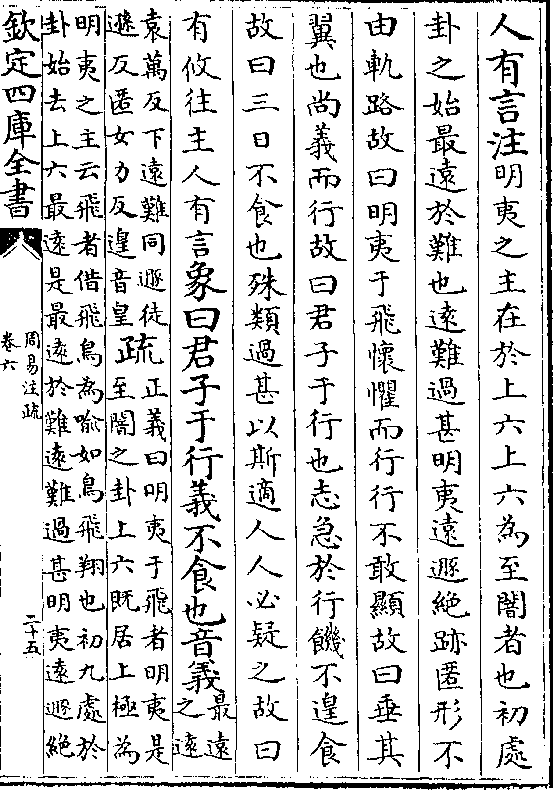 人有言注明夷之主在於上六上六為至闇者也初處
卦之始最遠於難也遠難過甚明夷遠遯絶跡匿形不
由軌路故曰明夷于飛懷懼而行行不敢顯故曰垂其
翼也尚義而行故曰君子于行也志急於行饑不遑食
故曰三日不食也殊類過甚以斯適人人必疑之故曰
有攸往主人有言象曰君子于行義不食也音義最遠
之遠
袁萬反下遠難同遯徒
遜反匿女力反遑音皇疏正義曰明夷于飛者明夷是
至闇之卦上六既居上極為
明夷之主云飛者借飛鳥為喻如鳥飛翔也初九處於
卦始去上六最遠是最遠於難遠難過甚明夷遠遯絶
欽定四庫全書
周易注疏
卷六
二十五